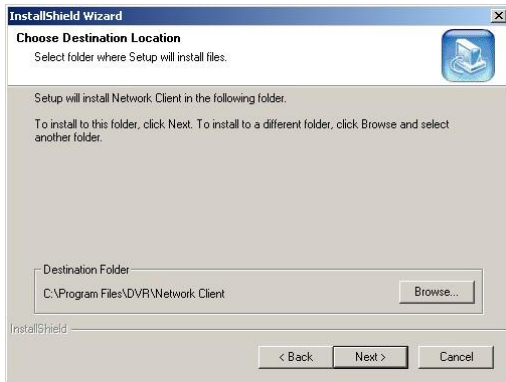 InstallShield Wizard
Choose Destination Location
Select folder where Setup will install files.
Setup will install Network Client in the following folder.
To install to this folder, click Next. To install to a different folder, click Browse and select
another folder.
Destination Folder
C:\Program Files\DVR\Network Client
Browse...
InstallShield
< Back
Next >
Cancel